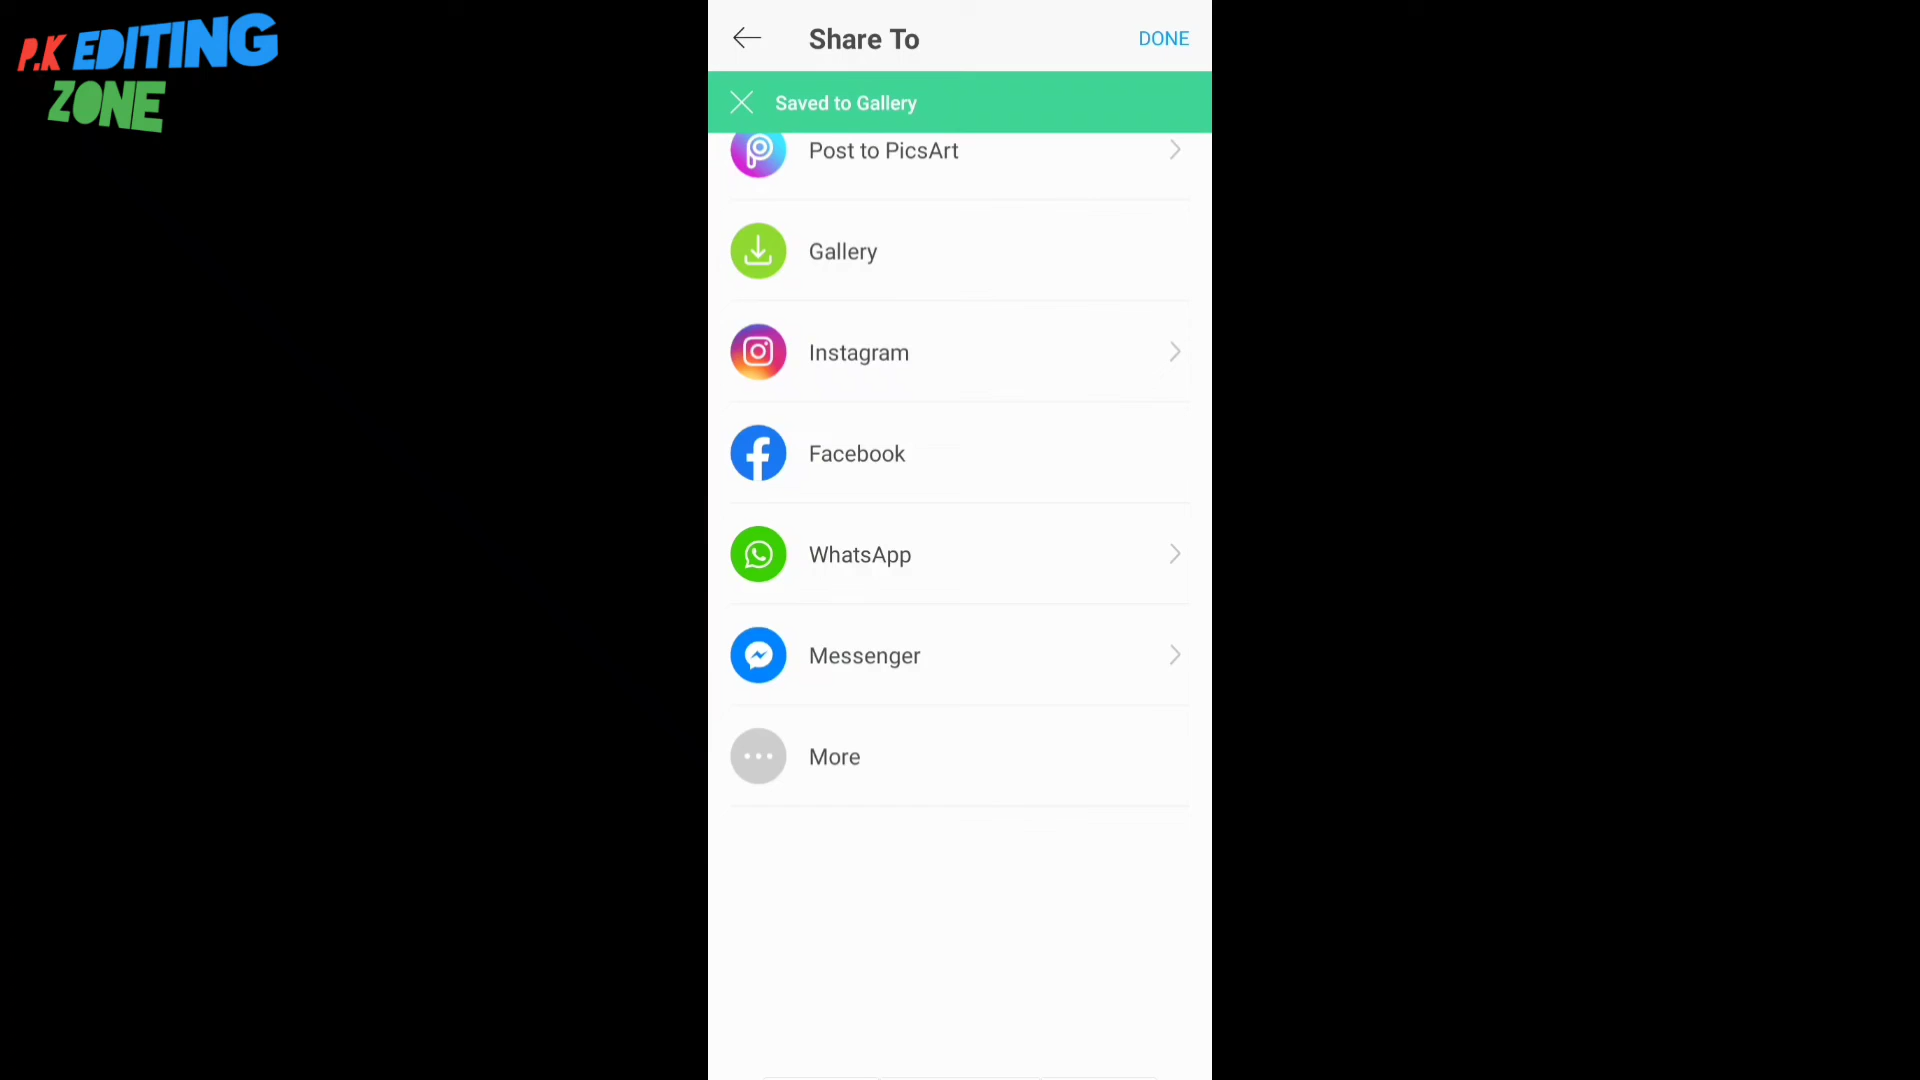 P.K EDITING
ZONE
Share To
DONE
Saved to Gallery
Post to PicsArt
Gallery
Instagram
Facebook
WhatsApp
Messenger
More